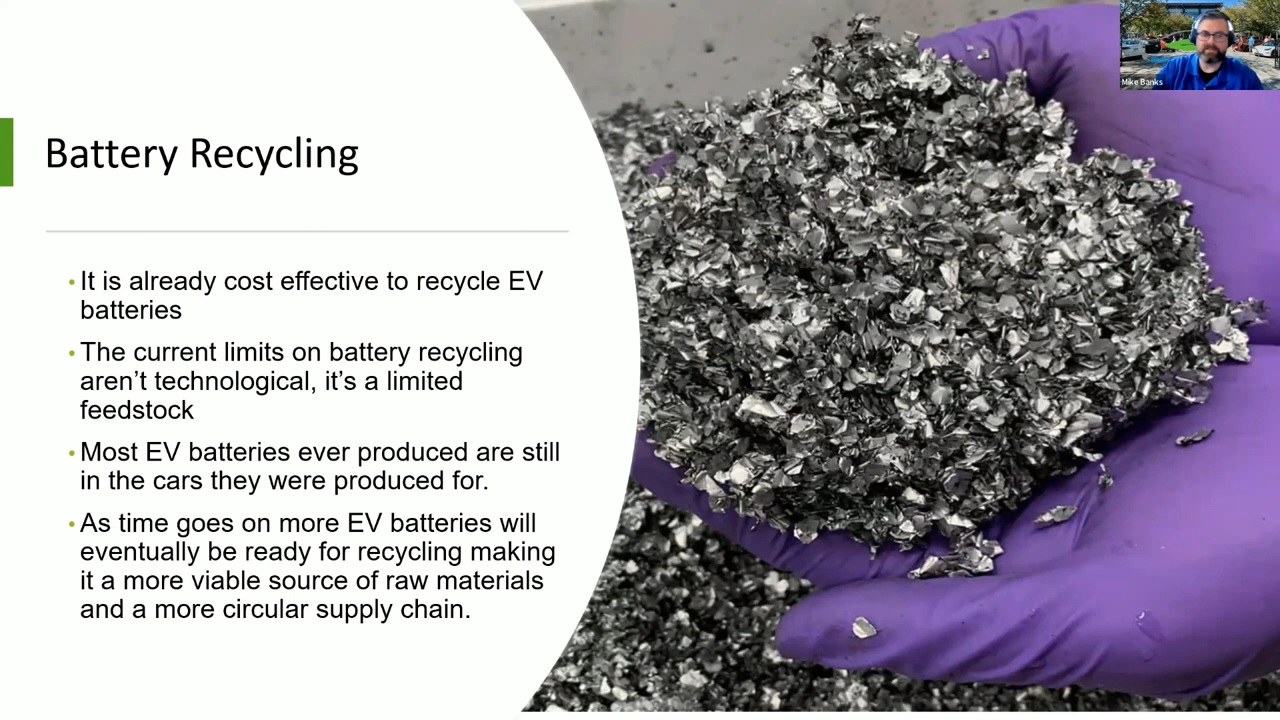 Mike Banks
Battery Recycling
•It is already cost effective to recycle EV
batteries
•The current limits on battery recycling
aren’t technological, it’s a limited
feedstock
•Most EV batteries ever produced are still
in the cars they were produced for.
•As time goes on more EV batteries will
eventually be ready for recycling making
it a more viable source of raw materials
and a more circular supply chain.